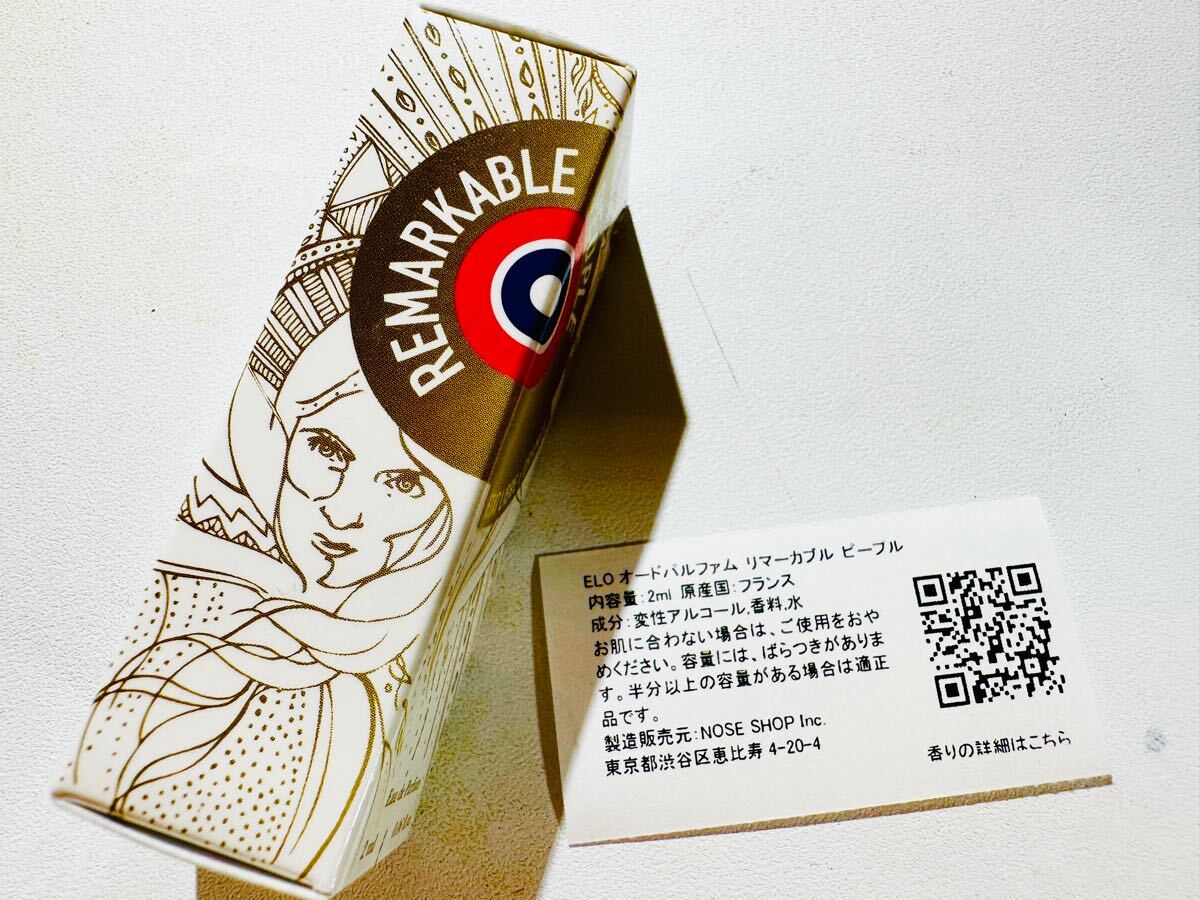 REMARKABLE
Eau de Parfum
2 ml
ELO オードパルファム リマーカブル ピープル
内容量:2ml 原産国:フランス
成分:変性アルコール,香料,水
お肌に合わない場合は、ご使用をおや
めください。容量には、ばらつきがありま
す。半分以上の容量がある場合は適正
品です。
製造販売元:NOSE SHOP Inc.
東京都渋谷区恵比寿 4-20-4
香りの詳細はこちら